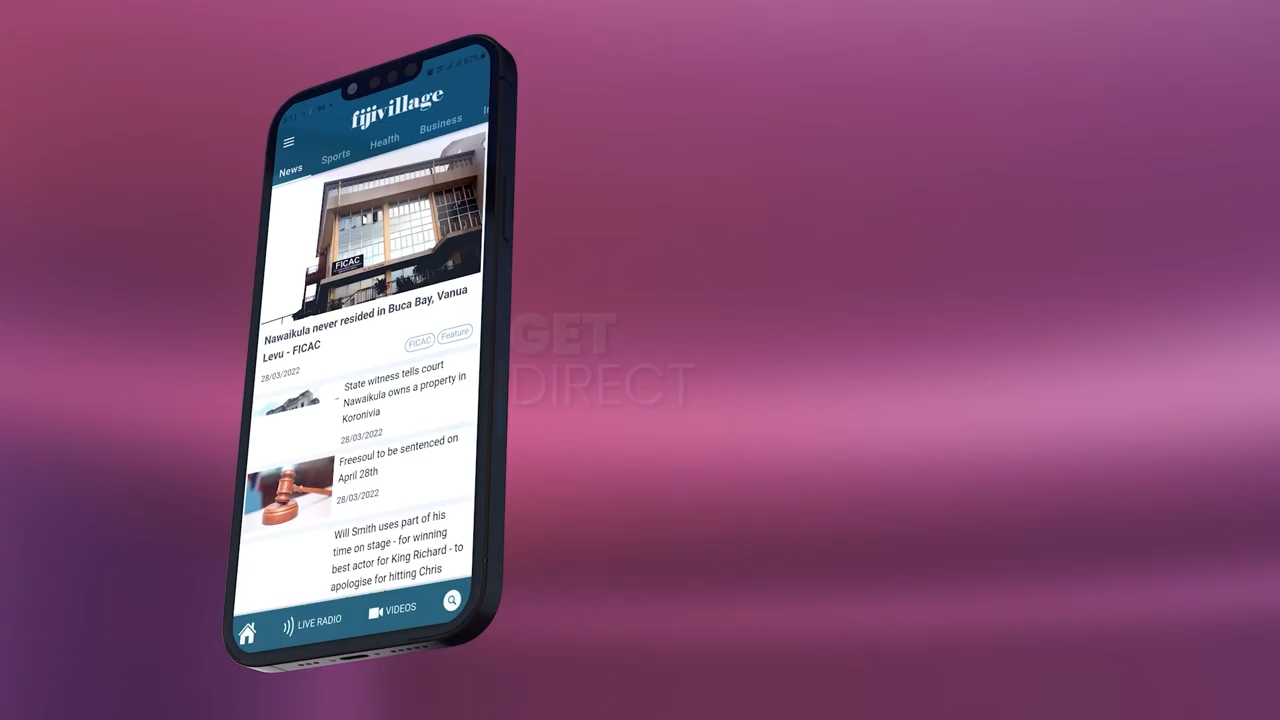 67%
fijivillage
News
Sports
Health
Business
FICAC
Nawaikula never resided in Buca Bay, Vanua
Levu - FICAC
28/03/2022
FICAC
Feature
State witness tells court
Nawaikula owns a property in
Koronivia
28/03/2022
Freesoul to be sentenced on
April 28th
28/03/2022
Will Smith uses part of his
time on stage - for winning
best actor for King Richard - to
apologise for hitting Chris
LIVE RADIO
VIDEOS
GET
DIRECT